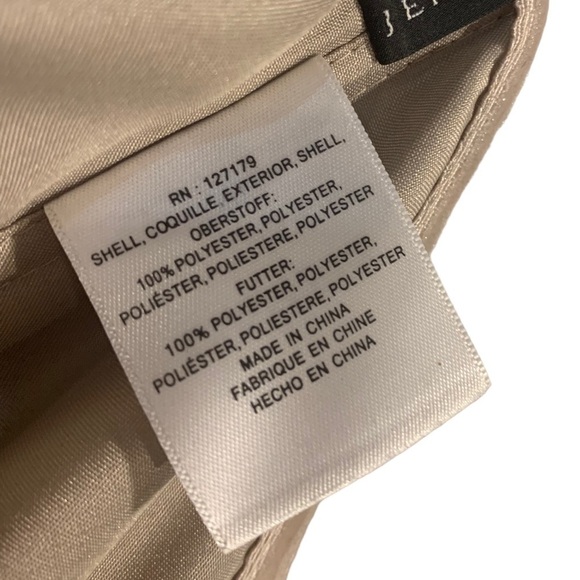 JE
RN : 127179
SHELL, COQUILLE, EXTERIOR, SHELL,
OBERSTOFF:
100% POLYESTER, POLYESTER,
POLIÉSTER, POLIESTERE, POLYESTER
FUTTER:
100% POLYESTER, POLYESTER,
POLIÉSTER, POLIESTERE, POLYESTER
MADE IN CHINA
FABRIQUE EN CHINE
HECHO EN CHINA